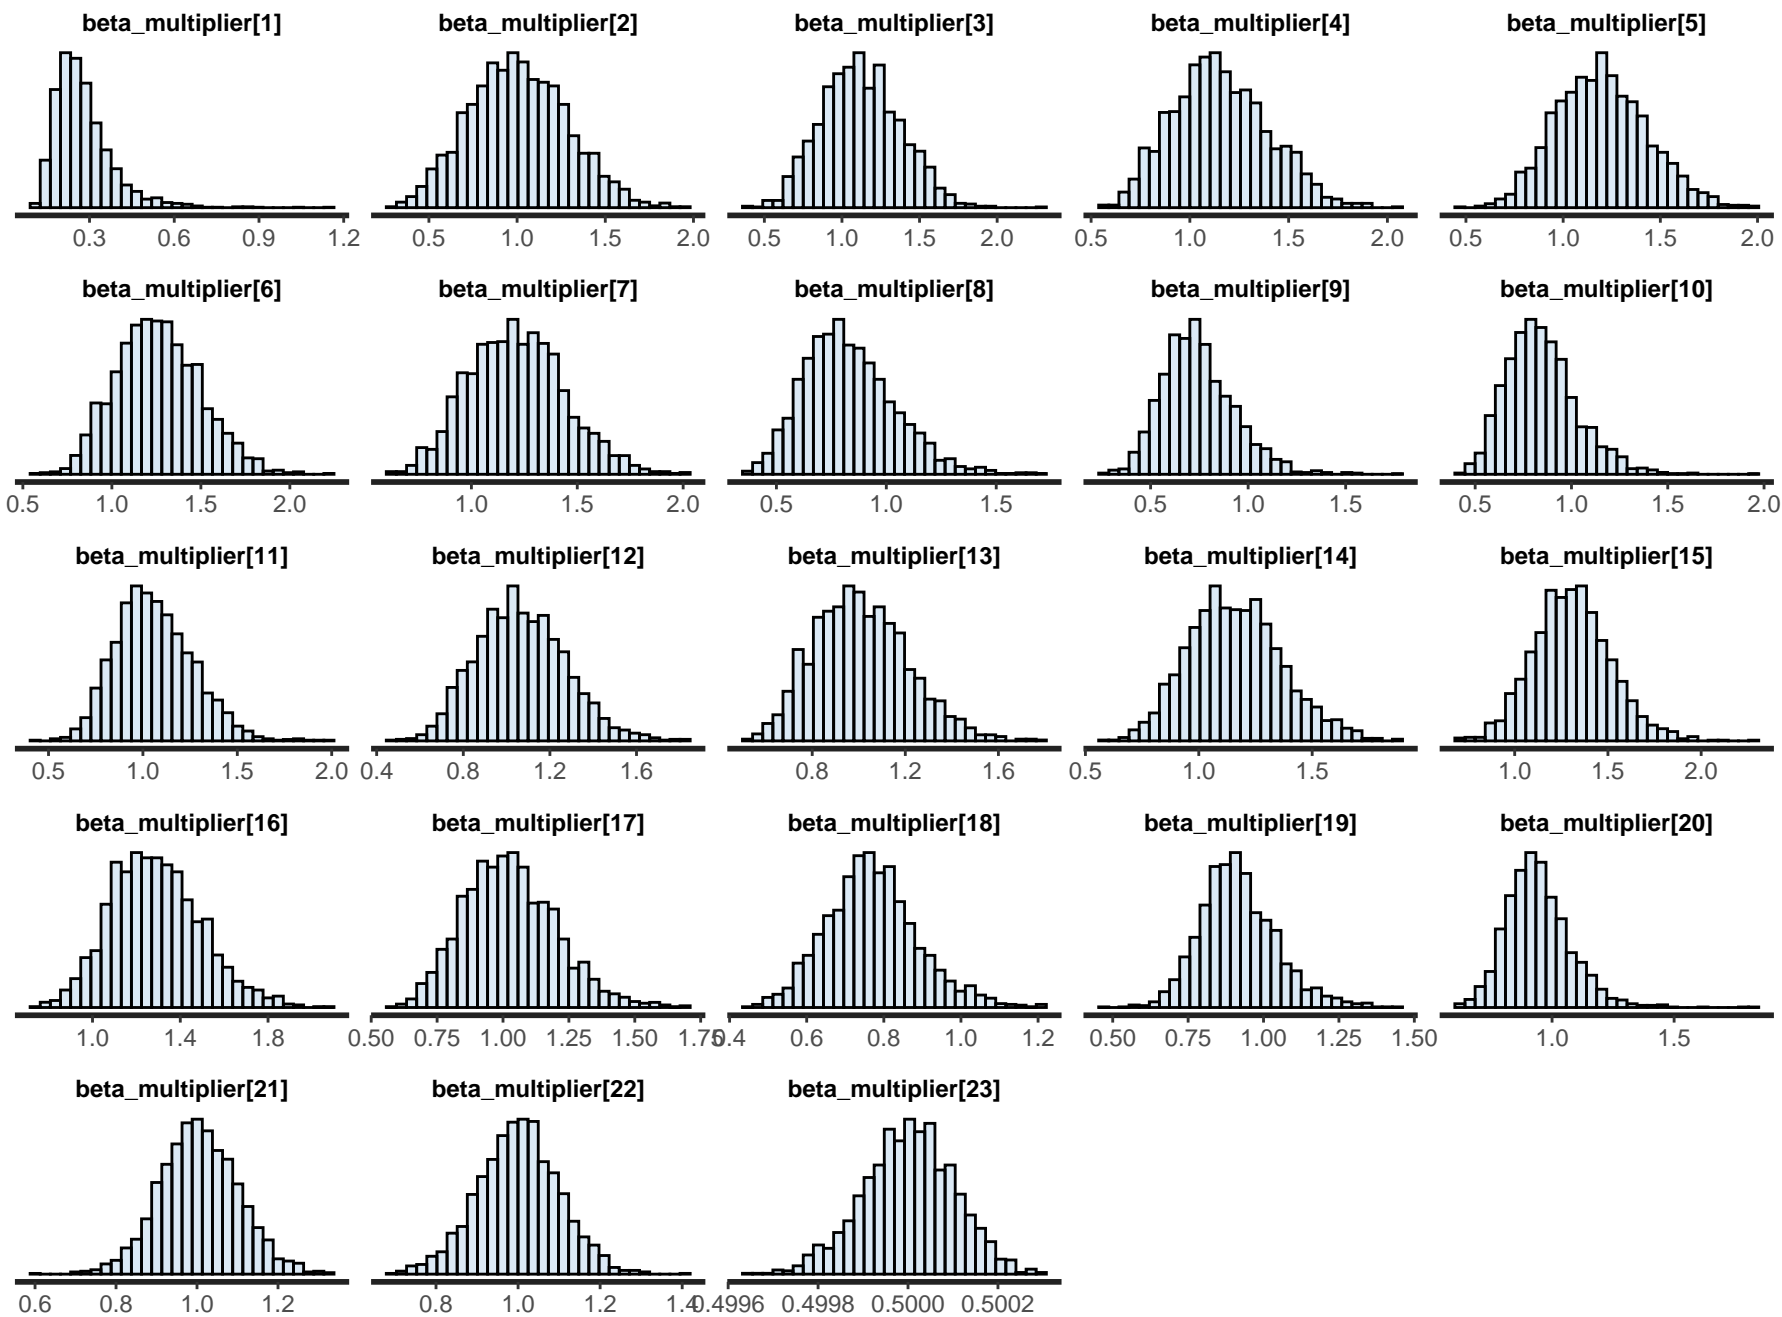 beta_multiplier[1] beta_multiplier[2] beta_multiplier[3] beta_multiplier[4] beta_multiplier[5]
0.3 0.6 0.9 1.2 0.5 1.0 1.5 2.0 0.5 1.0 1.5 2.0 0.5 1.0 1.5 2.0 0.5 1.0 1.5 2.0
beta_multiplier[6] beta_multiplier[7] beta_multiplier[8] beta_multiplier[9] beta_multiplier[10]
0.5 1.0 1.5 2.0 1.0 1.5 2.0 0.5 1.0 1.5 0.5 1.0 1.5 0.5 1.0 1.5 2.0
beta_multiplier[11] beta_multiplier[12] beta_multiplier[13] beta_multiplier[14] beta_multiplier[15]
0.5 1.0 1.5 2.0 0.4 0.8 1.2 1.6 0.8 1.2 1.6 0.5 1.0 1.5 1.0 1.5 2.0
beta_multiplier[16] beta_multiplier[17] beta_multiplier[18] beta_multiplier[19] beta_multiplier[20]
1.0 1.4 1.8 0.50 0.75 1.00 1.25 1.50 1.75 0.4 0.6 0.8 1.0 1.2 0.50 0.75 1.00 1.25 1.50 1.0 1.5
beta_multiplier[21] beta_multiplier[22] beta_multiplier[23]
0.6 0.8 1.0 1.2 0.8 1.0 1.2 1.4 0.4996 0.4998 0.5000 0.5002